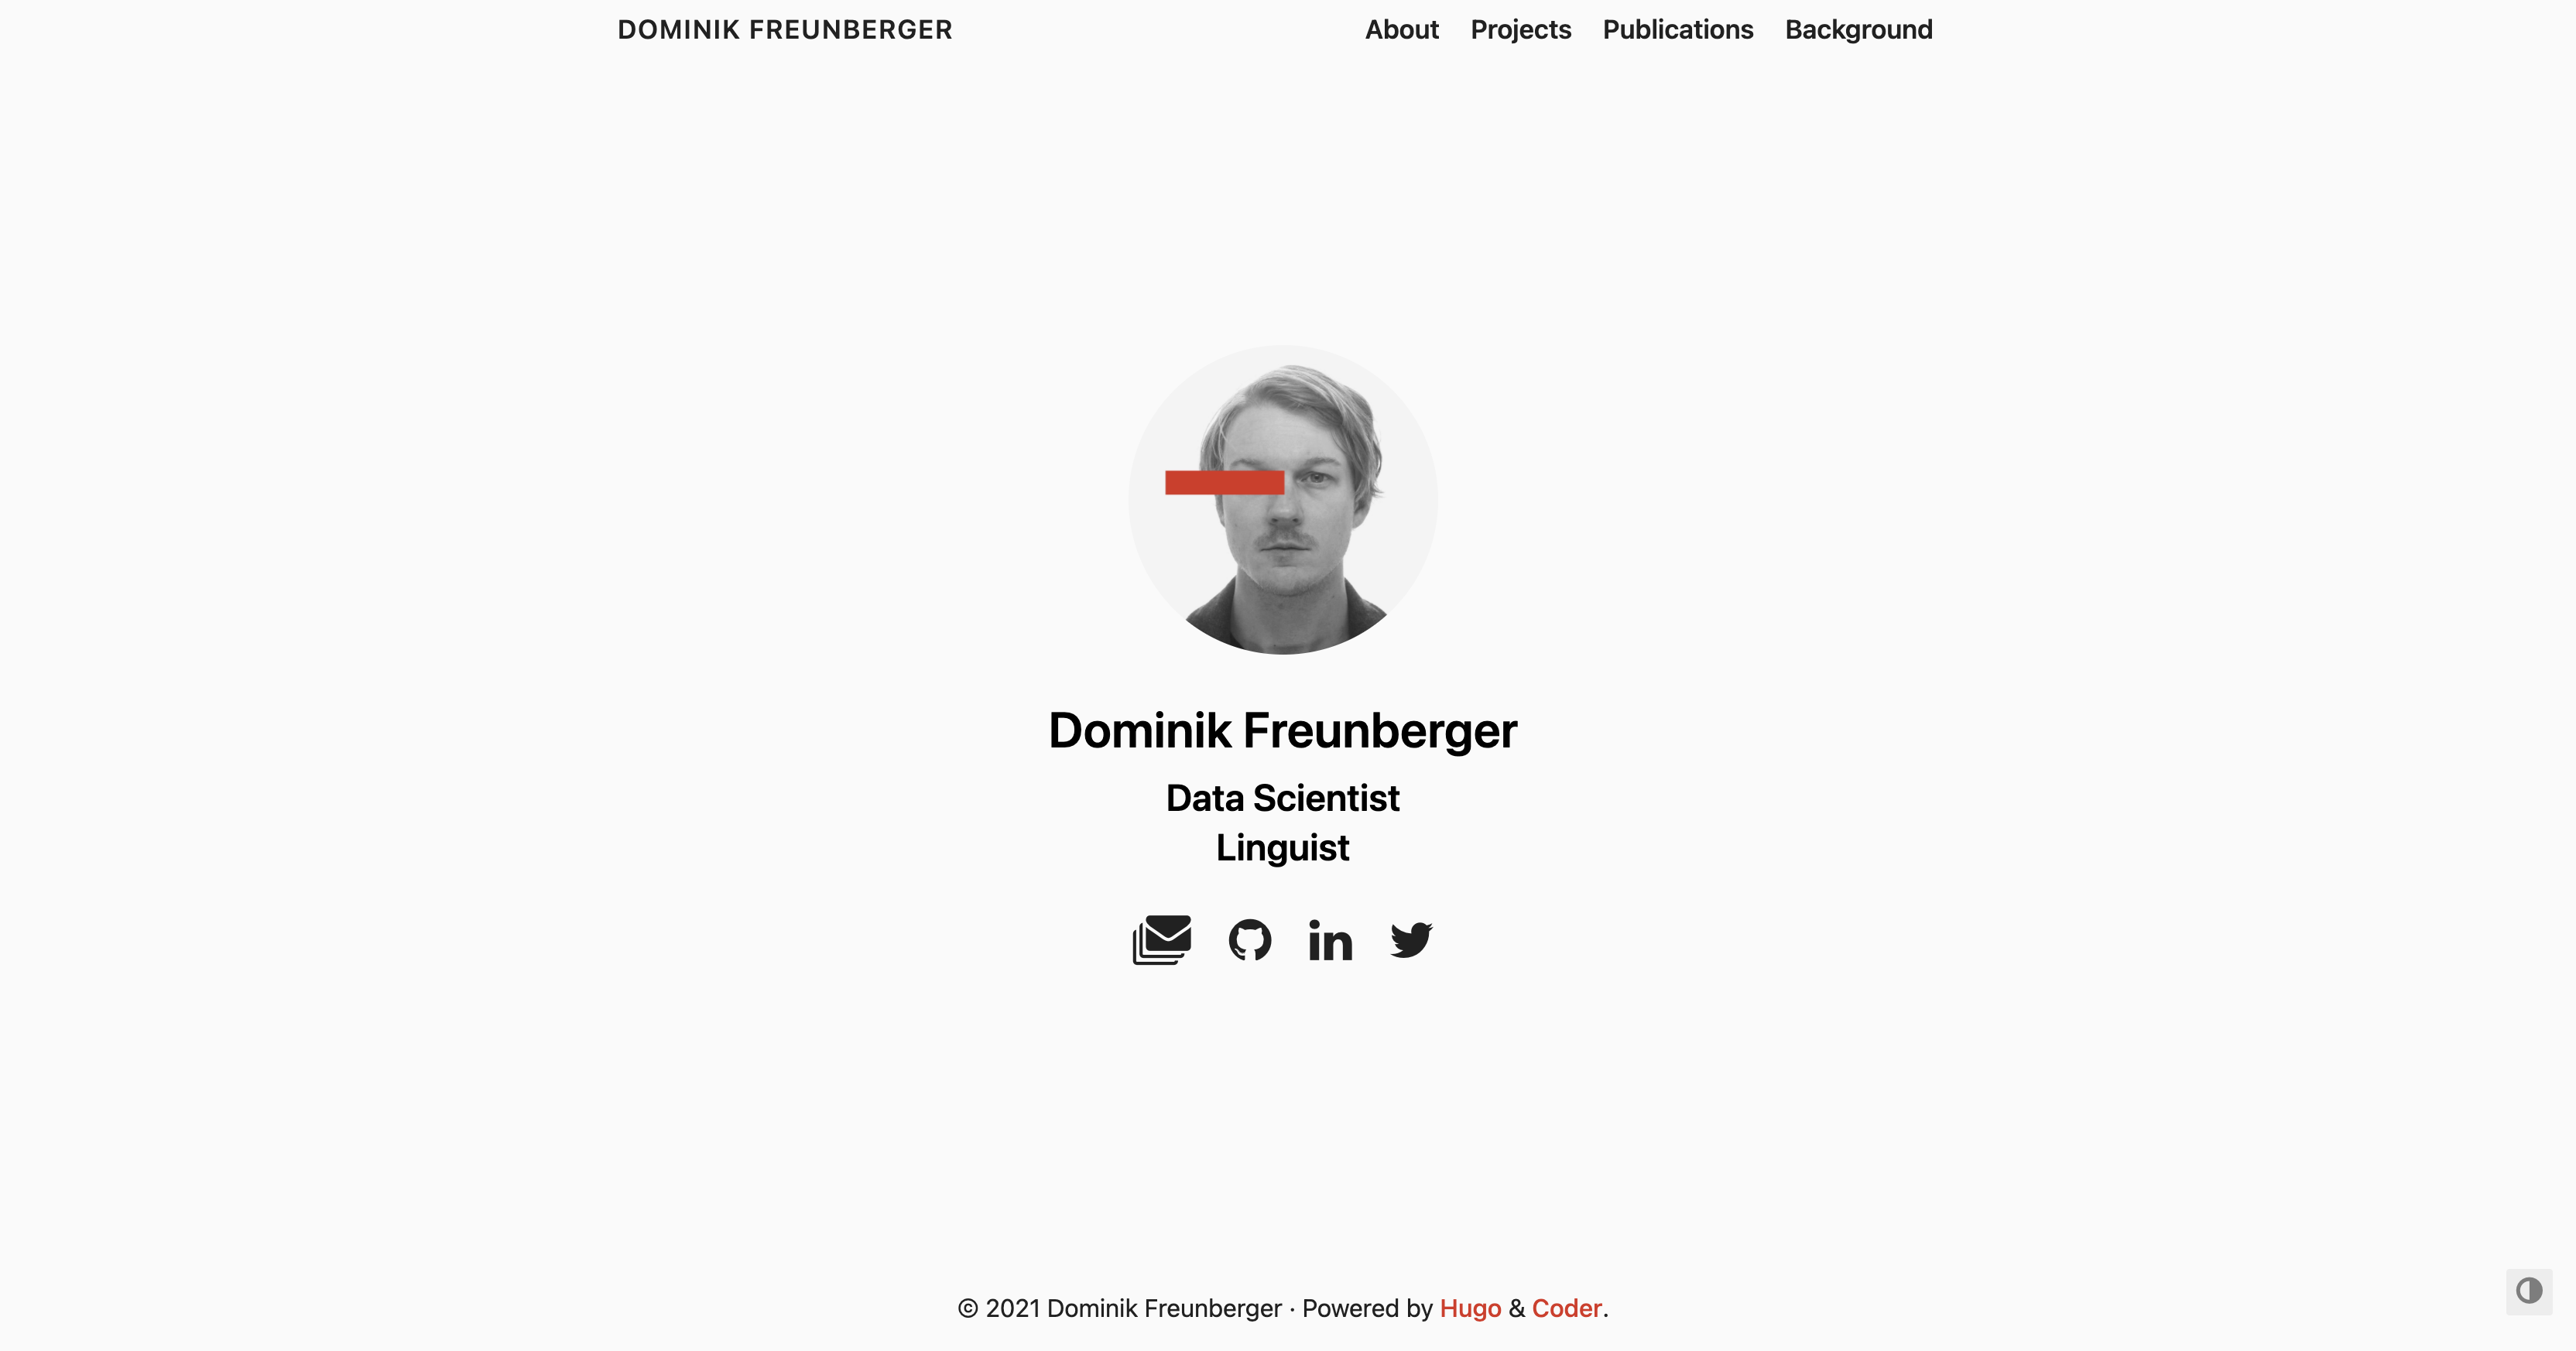 DOMINIK FREUNBERGER
About Projects Publications Background
Dominik Freunberger
Data Scientist
Linguist
in
© 2021 Dominik Freunberger · Powered by Hugo & Coder.